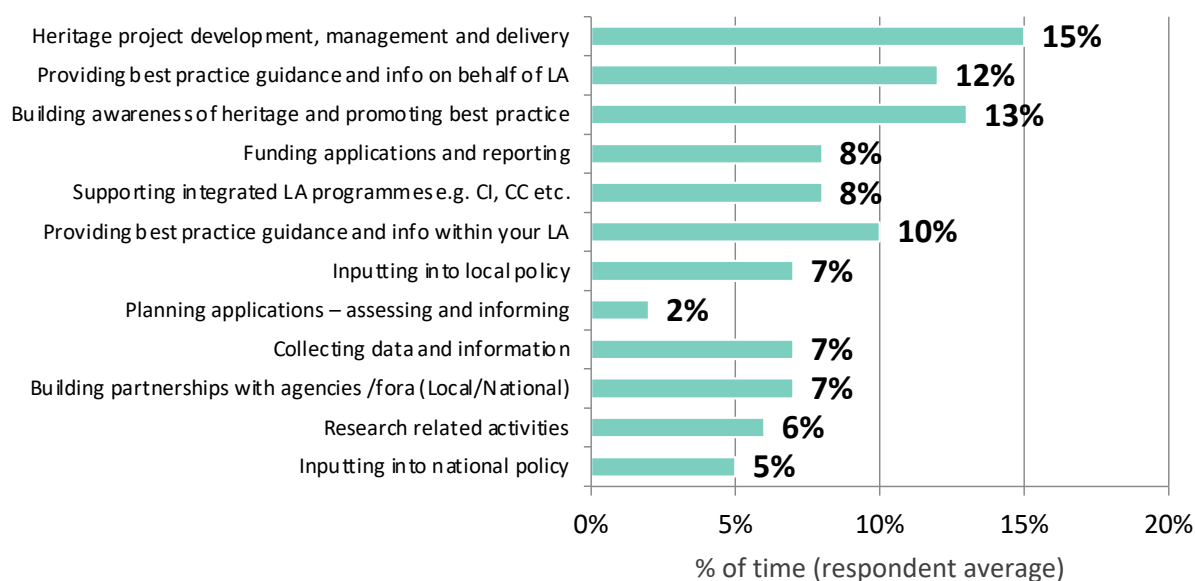 Heritage project development, management and delivery 15%
Providing best practice guidance and info on behalf of LA 12%
Building awareness of heritage and promoting best practice 13%
Funding applications and reporting 8%
Supporting integrated LA programmes e.g. CI, CC etc. 8%
Providing best practice guidance and info within your LA 10%
Inputting into local policy 7%
Planning applications – assessing and informing 2%
Collecting data and information 7%
Building partnerships with agencies /fora (Local/National) 7%
Research related activities 6%
Inputting into national policy 5%
0% 5% 10% 15% 20%
% of time (respondent average)